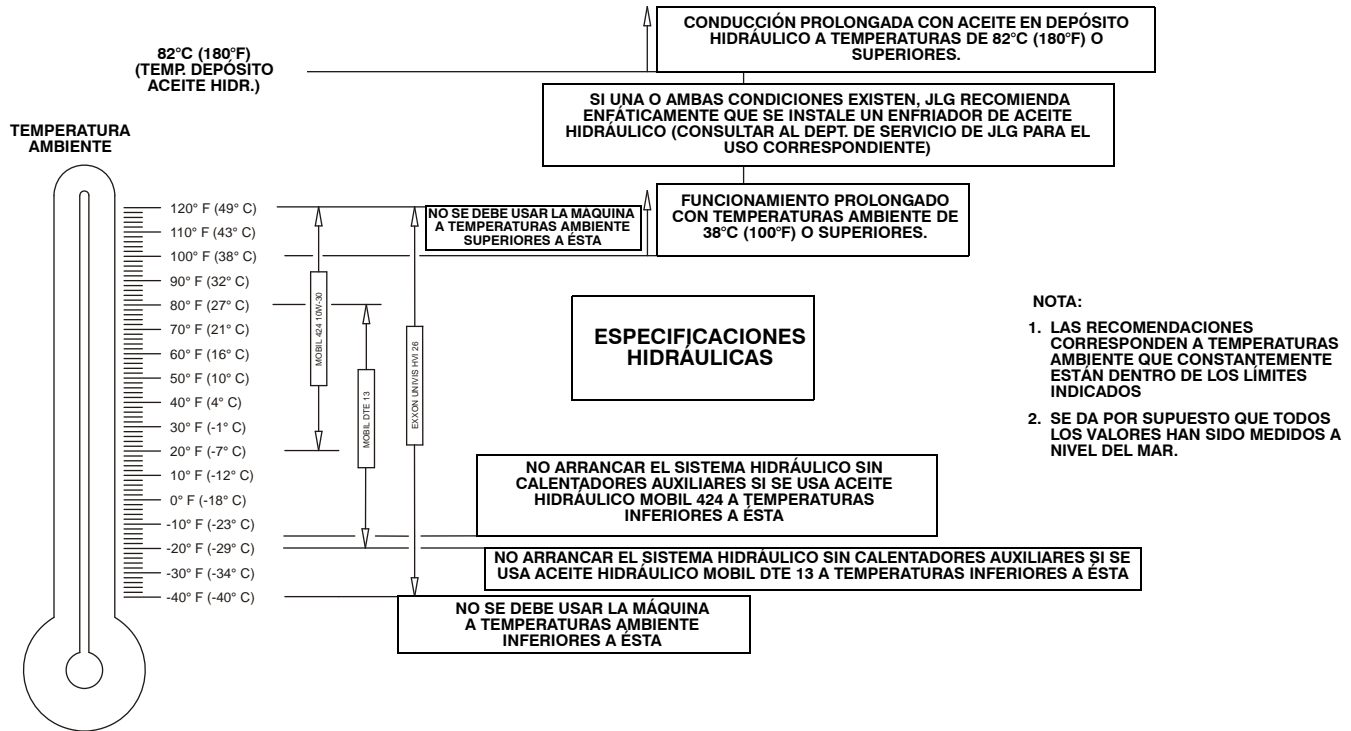 CONDUCCIÓN PROLONGADA CON ACEITE EN DEPÓSITO
HIDRÁULICO A TEMPERATURAS DE 82°C (180°F) O
SUPERIORES.
82°C (180°F)
(TEMP. DEPÓSITO
ACEITE HIDR.)
SI UNA O AMBAS CONDICIONES EXISTEN, JLG RECOMIENDA
ENFÁTICAMENTE QUE SE INSTALE UN ENFRIADOR DE ACEITE
HIDRÁULICO (CONSULTAR AL DEPT. DE SERVICIO DE JLG PARA EL
USO CORRESPONDIENTE)
TEMPERATURA
AMBIENTE
FUNCIONAMIENTO PROLONGADO
CON TEMPERATURAS AMBIENTE DE
38°C (100°F) O SUPERIORES.
NO SE DEBE USAR LA MÁQUINA
A TEMPERATURAS AMBIENTE
SUPERIORES A ÉSTA
120° F (49° C)
110° F (43° C)
100° F (38° C)
90° F (32° C)
80° F (27° C)
70° F (21° C)
60° F (16° C)
50° F (10° C)
40° F (4° C)
30° F (-1° C)
20° F (-7° C)
10° F (-12° C)
0° F (-18° C)
-10° F (-23° C)
-20° F (-29° C)
-30° F (-34° C)
-40° F (-40° C)
MOBIL 424 10W-30
MOBIL DTE 13
EXXON UNIVIS HVI 26
ESPECIFICACIONES
HIDRÁULICAS
NOTA:
1. LAS RECOMENDACIONES
CORRESPONDEN A TEMPERATURAS
AMBIENTE QUE CONSTANTEMENTE
ESTÁN DENTRO DE LOS LÍMITES
INDICADOS
2. SE DA POR SUPUESTO QUE TODOS
LOS VALORES HAN SIDO MEDIDOS A
NIVEL DEL MAR.
NO ARRANCAR EL SISTEMA HIDRÁULICO SIN
CALENTADORES AUXILIARES SI SE USA ACEITE
HIDRÁULICO MOBIL 424 A TEMPERATURAS
INFERIORES A ÉSTA
NO ARRANCAR EL SISTEMA HIDRÁULICO SIN CALENTADORES AUXILIARES SI SE
USA ACEITE HIDRÁULICO MOBIL DTE 13 A TEMPERATURAS INFERIORES A ÉSTA
NO SE DEBE USAR LA MÁQUINA
A TEMPERATURAS AMBIENTE
INFERIORES A ÉSTA